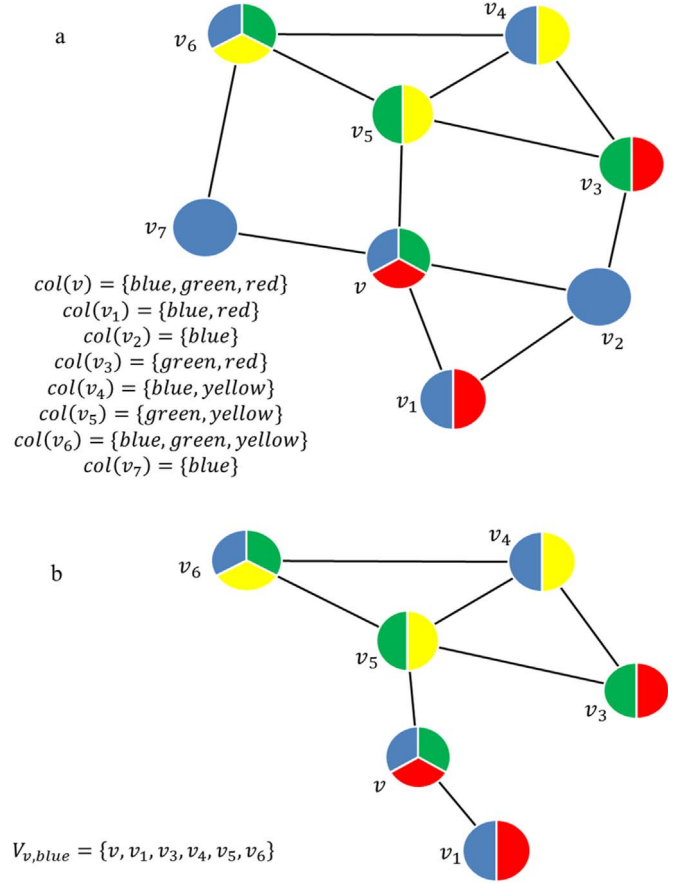 a
v₆
v₄
v₅
v₃
v₇
v
v₂
v₁
col(v) = {blue, green, red}
col(v₁) = {blue, red}
col(v₂) = {blue}
col(v₃) = {green, red}
col(v₄) = {blue, yellow}
col(v₅) = {green, yellow}
col(v₆) = {blue, green, yellow}
col(v₇) = {blue}
b
v₆
v₄
v₅
v₃
v
v₁
V_{v,blue} = {v, v₁, v₃, v₄, v₅, v₆}